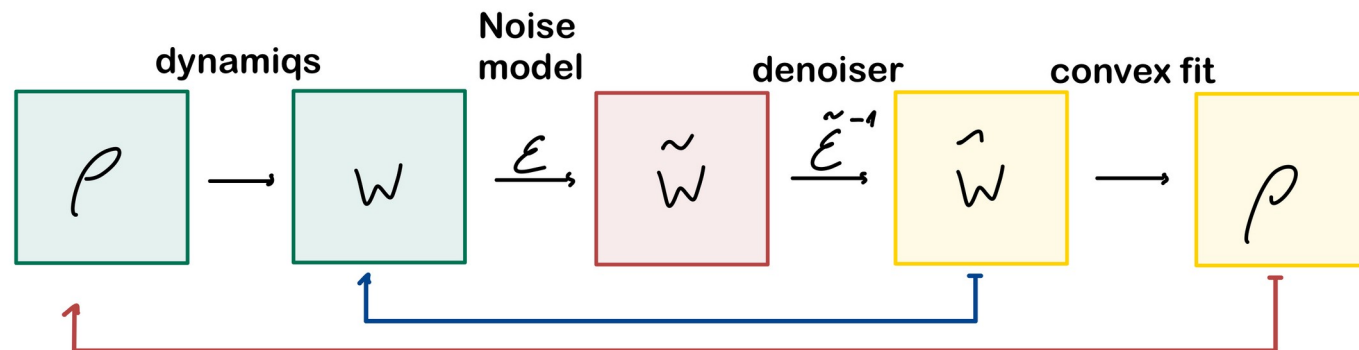 dynamiqs
Noise
model
denoiser
convex fit
ρ
W
ℰ
W̃
ℰ̃⁻¹
Ŵ
ρ